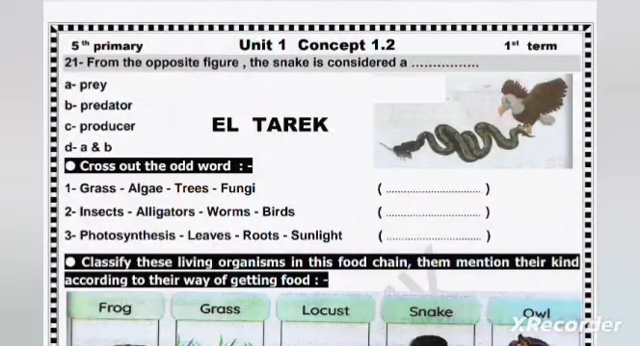 5th primary Unit 1 Concept 1.2 1st term
21- From the opposite figure , the snake is considered a ................
a- prey
b- predator
c- producer
d- a & b
EL TAREK
● Cross out the odd word : -
1- Grass - Algae - Trees - Fungi ( .......................... )
2- Insects - Alligators - Worms - Birds ( .......................... )
3- Photosynthesis - Leaves - Roots - Sunlight ( .......................... )
● Classify these living organisms in this food chain, them mention their kind
according to their way of getting food : -
Frog Grass Locust Snake Owl
XRecorder